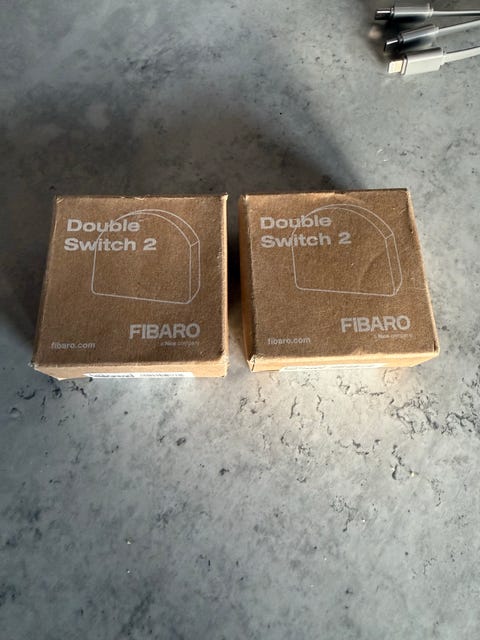 Double
Switch 2
FIBARO
a Nice company
fibaro.com
Double
Switch 2
FIBARO
a Nice company
fibaro.com